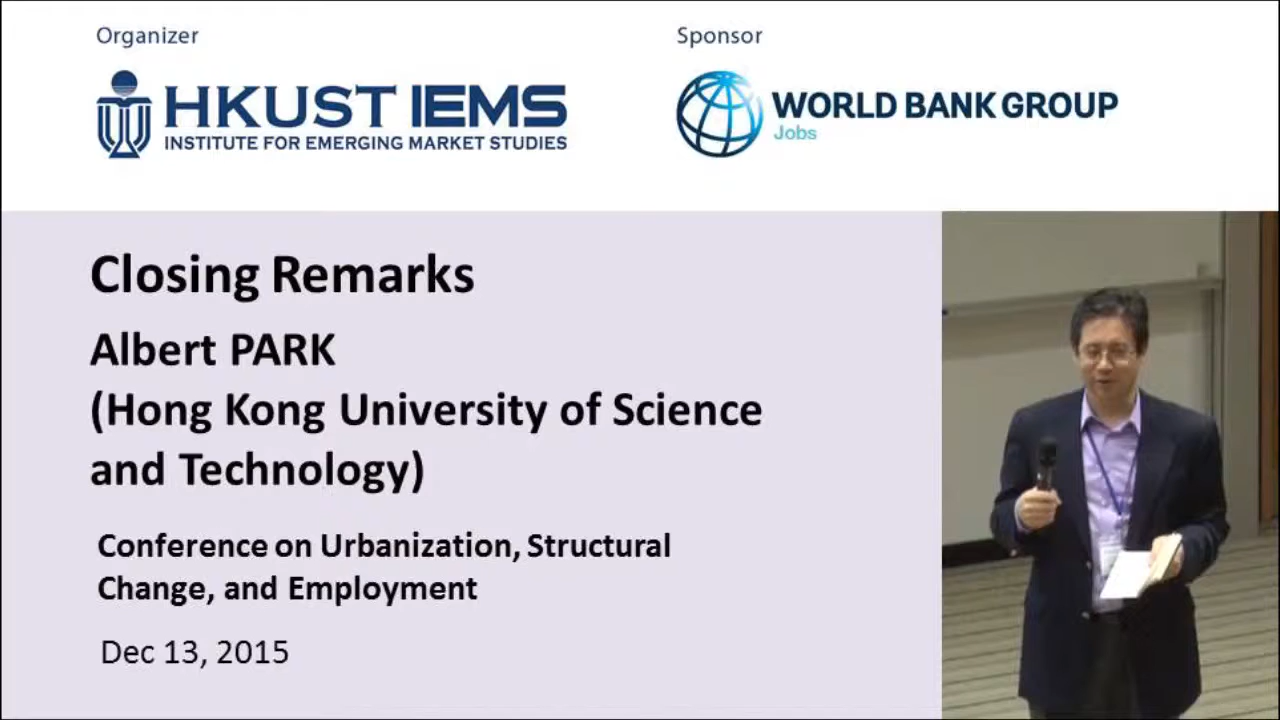 Organizer
Sponsor
HKUST IEMS
INSTITUTE FOR EMERGING MARKET STUDIES
WORLD BANK GROUP
Jobs
Closing Remarks
Albert PARK
(Hong Kong University of Science
and Technology)
Conference on Urbanization, Structural
Change, and Employment
Dec 13, 2015